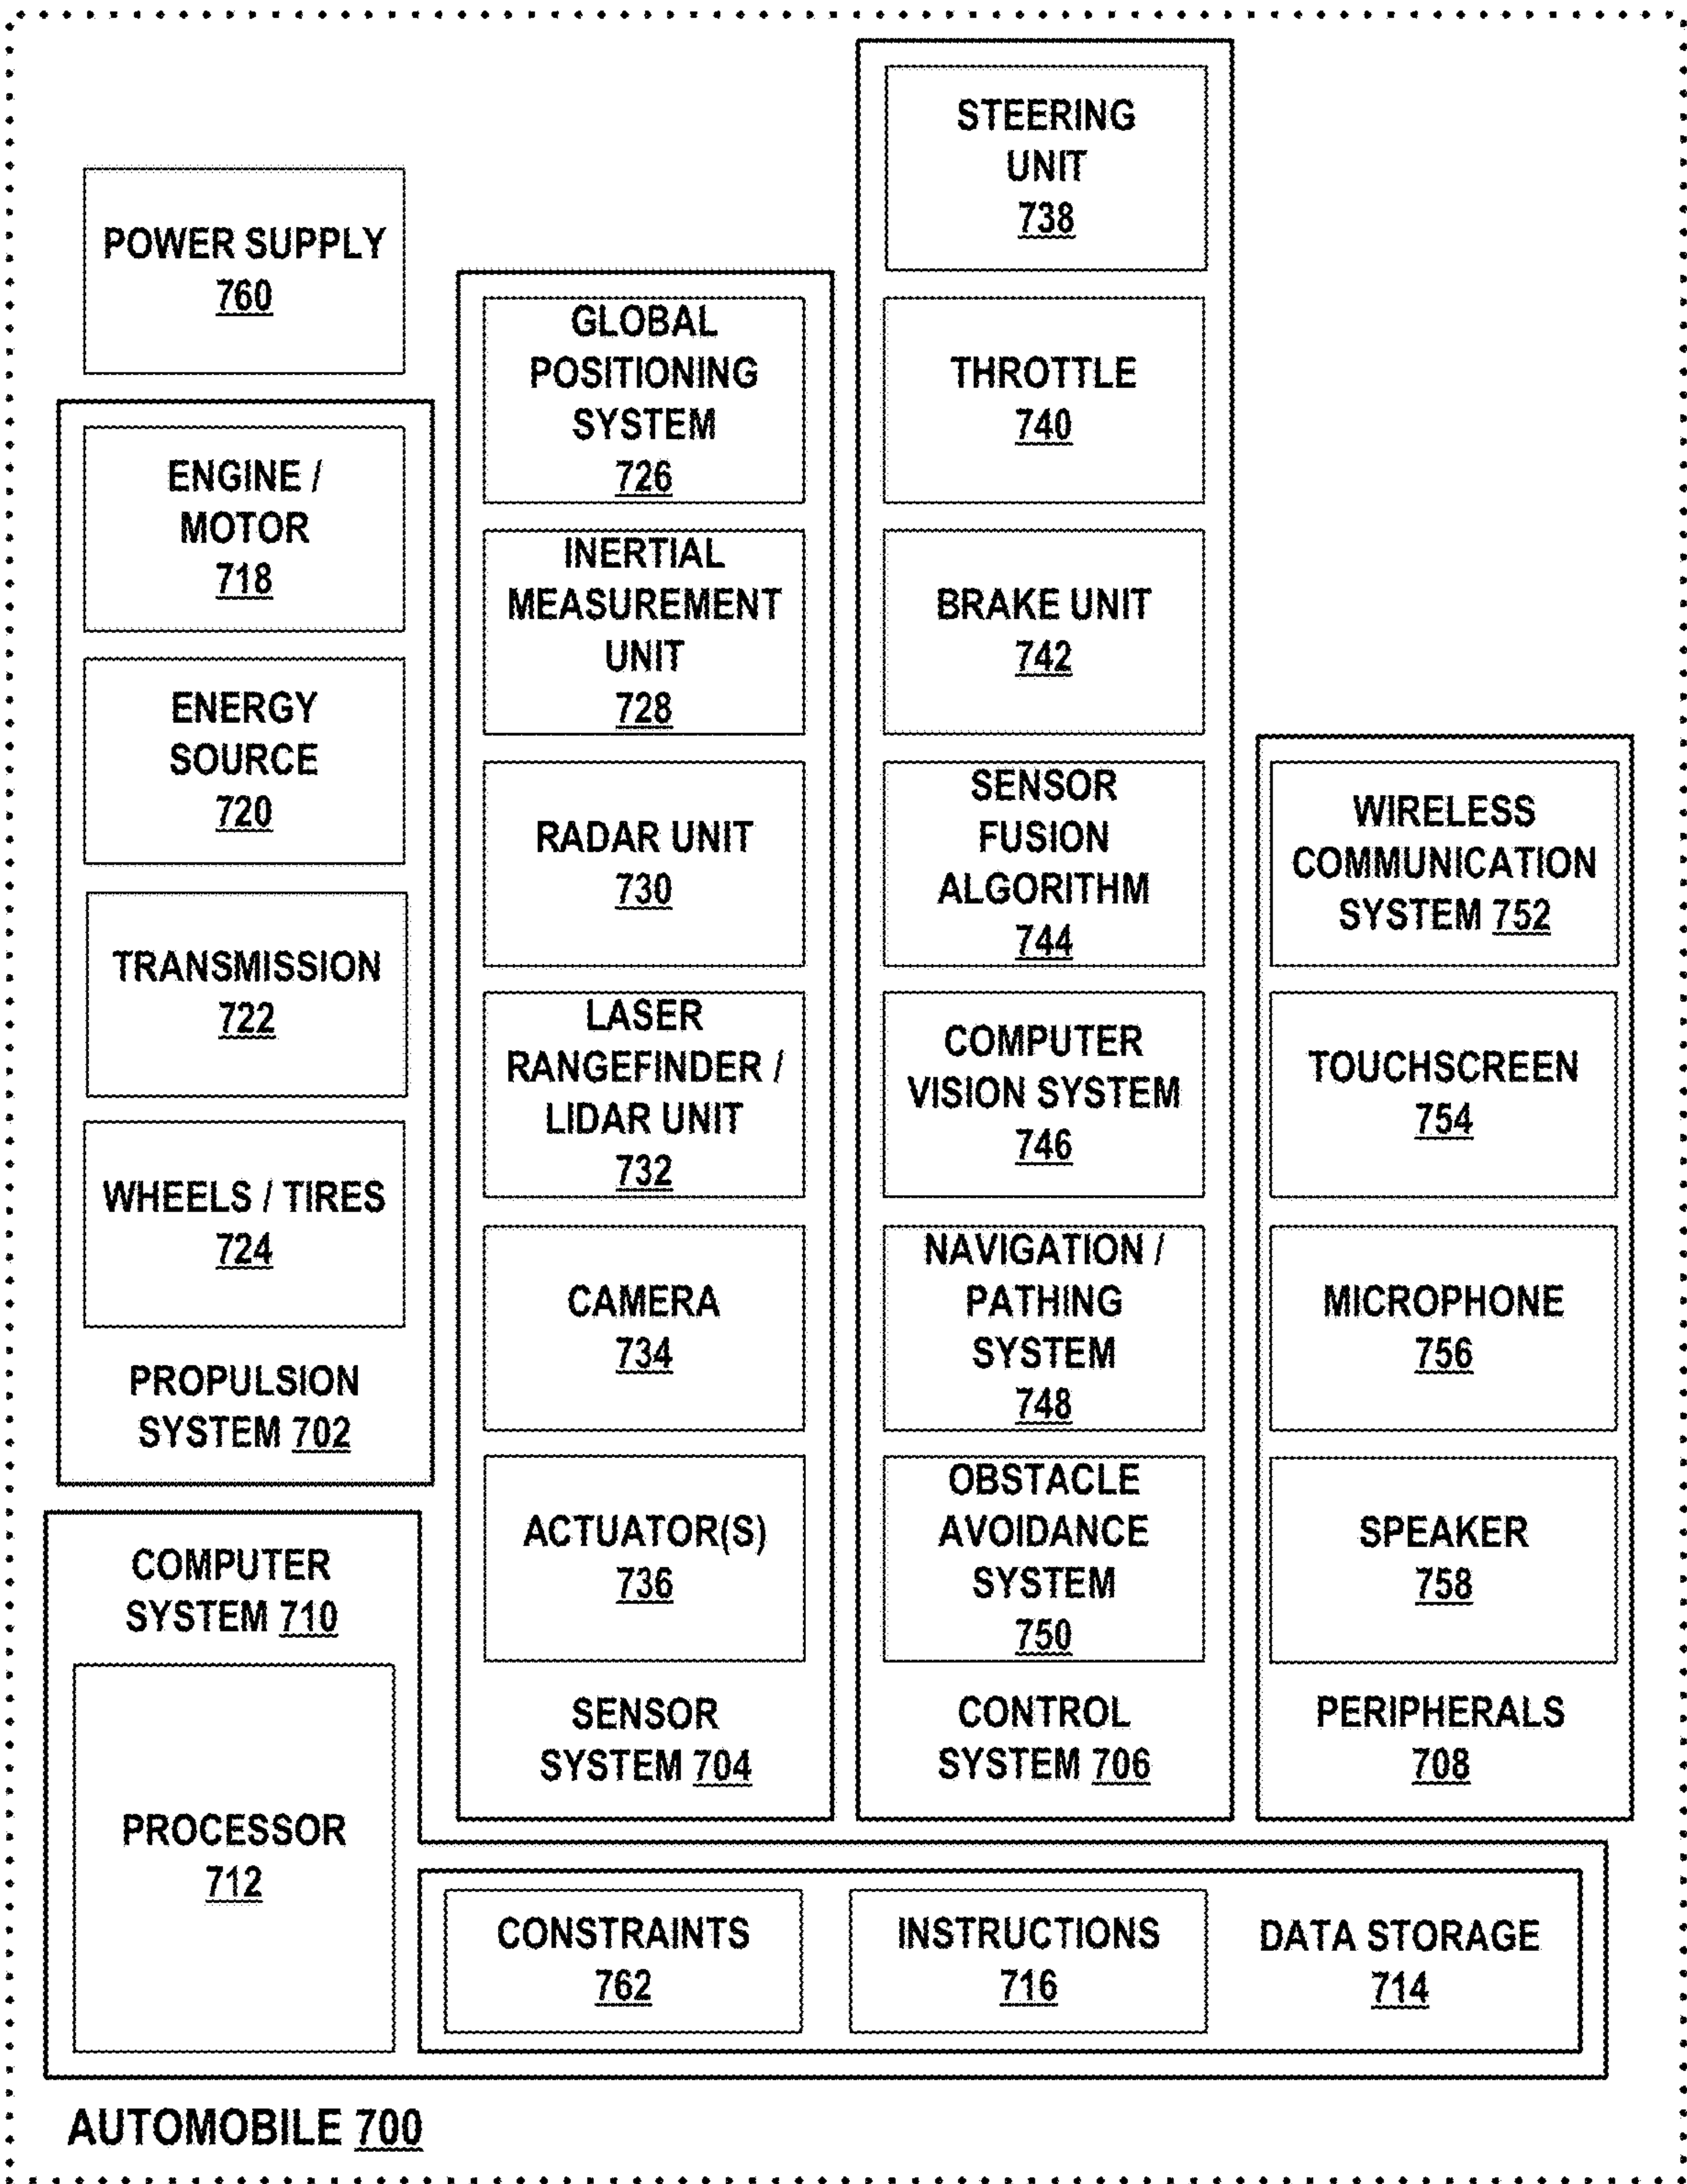 POWER SUPPLY
760
ENGINE /
MOTOR
718
ENERGY
SOURCE
720
TRANSMISSION
722
WHEELS / TIRES
724
PROPULSION
SYSTEM 702
GLOBAL
POSITIONING
SYSTEM
726
INERTIAL
MEASUREMENT
UNIT
728
RADAR UNIT
730
LASER
RANGEFINDER /
LIDAR UNIT
732
CAMERA
734
ACTUATOR(S)
736
SENSOR
SYSTEM 704
STEERING
UNIT
738
THROTTLE
740
BRAKE UNIT
742
SENSOR
FUSION
ALGORITHM
744
COMPUTER
VISION SYSTEM
746
NAVIGATION /
PATHING
SYSTEM
748
OBSTACLE
AVOIDANCE
SYSTEM
750
CONTROL
SYSTEM 706
WIRELESS
COMMUNICATION
SYSTEM 752
TOUCHSCREEN
754
MICROPHONE
756
SPEAKER
758
PERIPHERALS
708
COMPUTER
SYSTEM 710
PROCESSOR
712
CONSTRAINTS
762
INSTRUCTIONS
716
DATA STORAGE
714
AUTOMOBILE 700